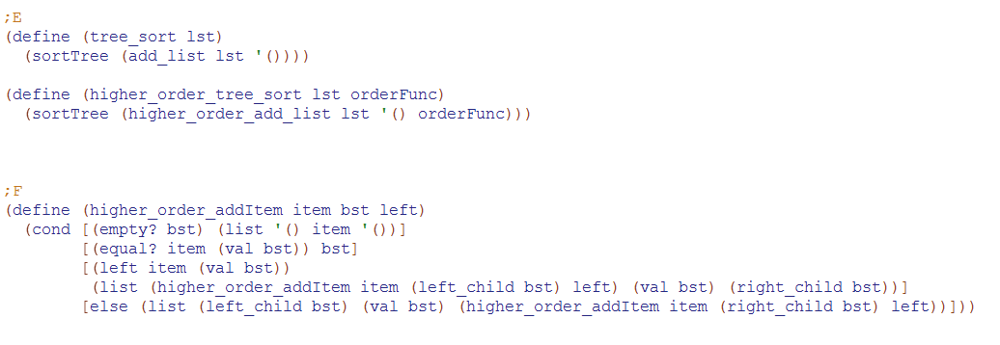 ;E
(define (tree_sort lst)
  (sortTree (add_list lst '())))
(define (higher_order_tree_sort lst orderFunc)
  (sortTree (higher_order_add_list lst '() orderFunc)))
;F
(define (higher_order_addItem item bst left)
  (cond [(empty? bst) (list '() item '())]
        [(equal? item (val bst)) bst]
        [(left item (val bst))
         (list (higher_order_addItem item (left_child bst) left) (val bst) (right_child bst))]
        [else (list (left_child bst) (val bst) (higher_order_addItem item (right_child bst) left))]))